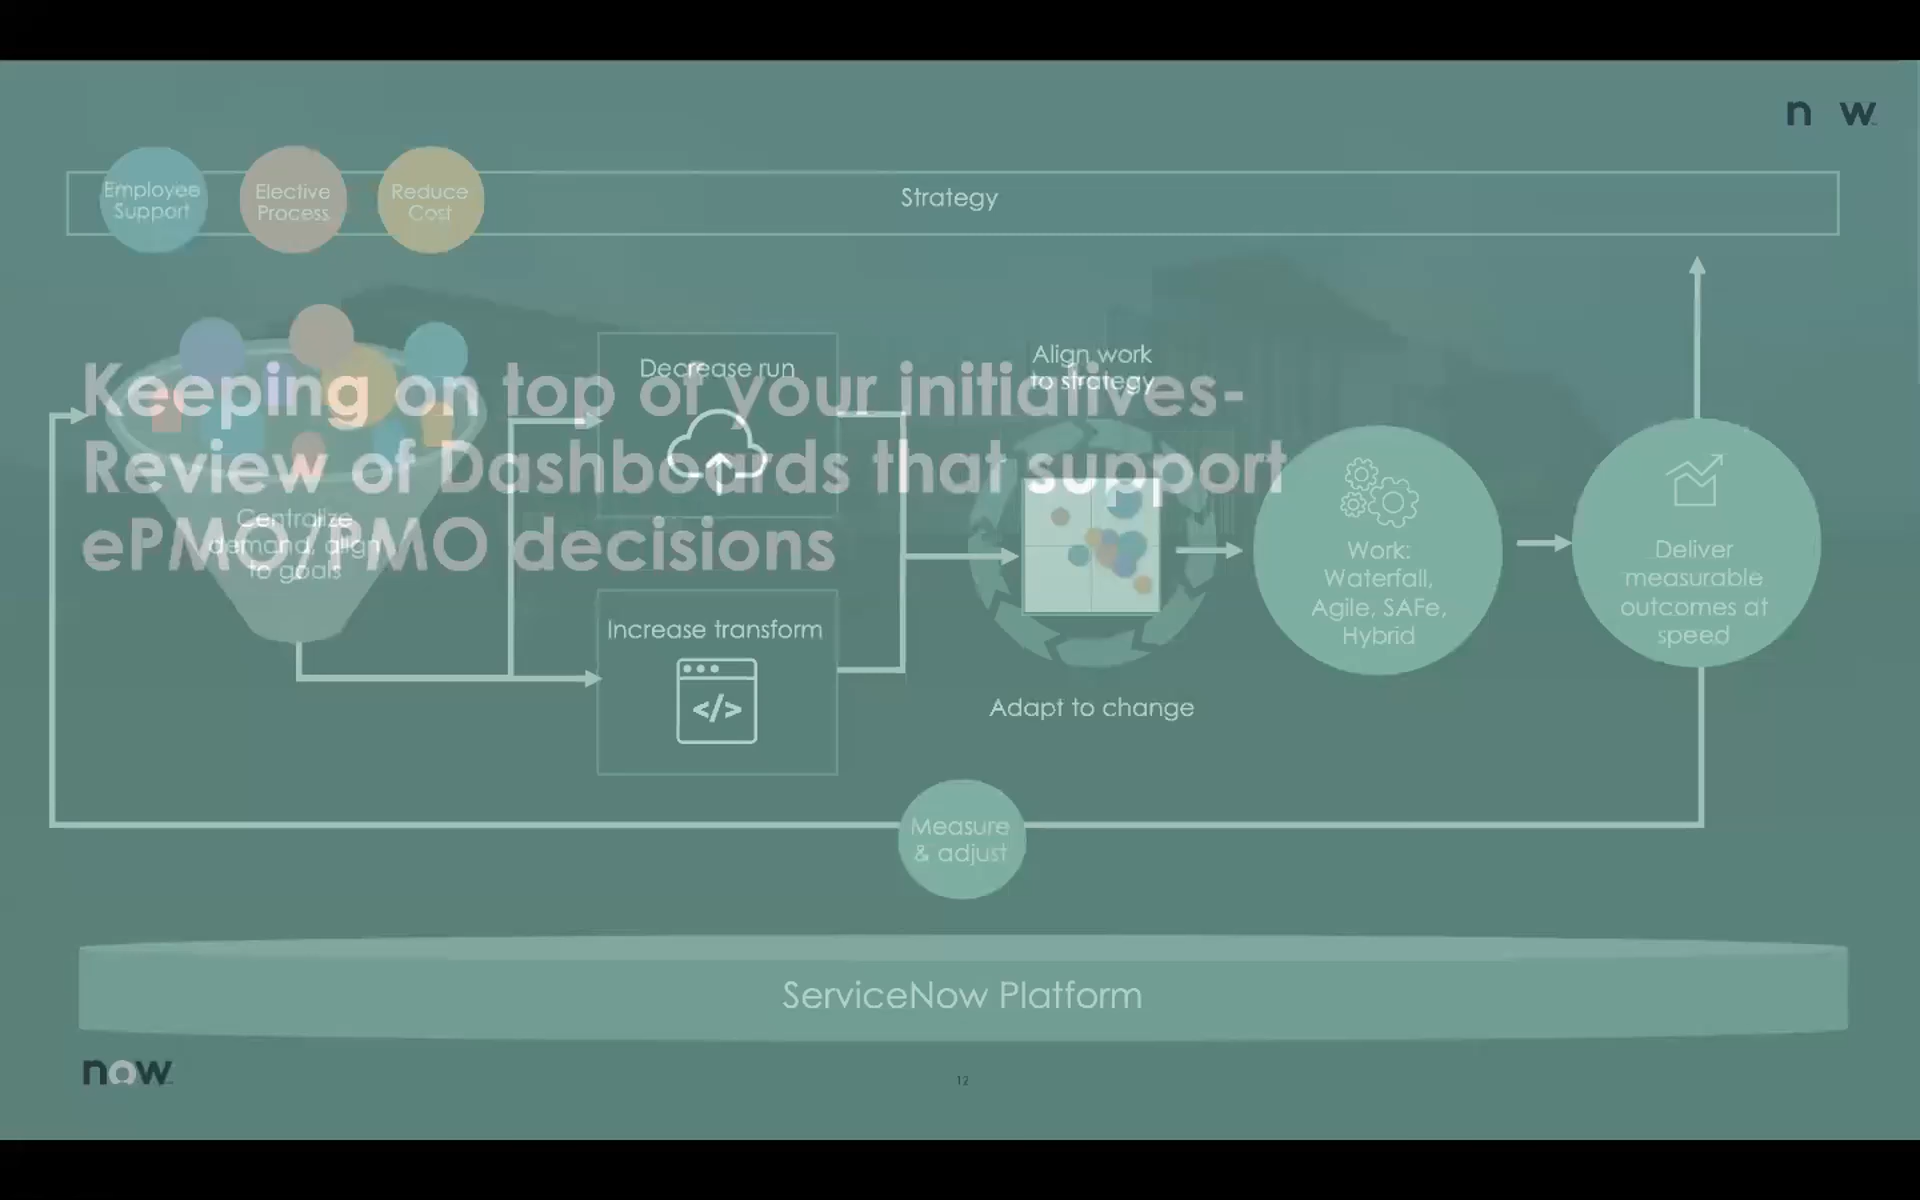 now
Employee
Support
Elective
Process
Reduce
Cost
Strategy
Keeping on top of your initiatives-
Review of Dashboards that support
ePMO/PMO decisions
Centralize
demand, align
to goals
Decrease run
Increase transform
</>
Align work
to strategy
Adapt to change
Work:
Waterfall,
Agile, SAFe,
Hybrid
Deliver
measurable
outcomes at
speed
Measure
& adjust
ServiceNow Platform
now
12